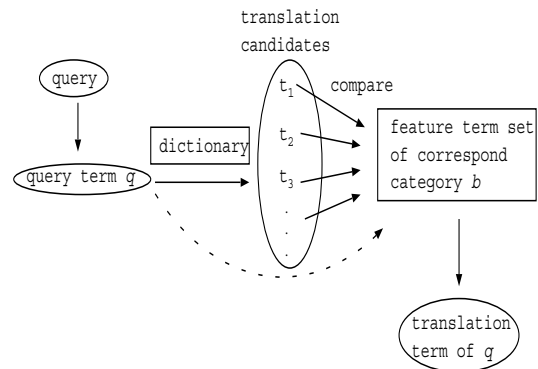 translation
candidates
query
t1
compare
t2
dictionary
feature term set
of correspond
category b
query term q
t3
.
.
.
translation
term of q